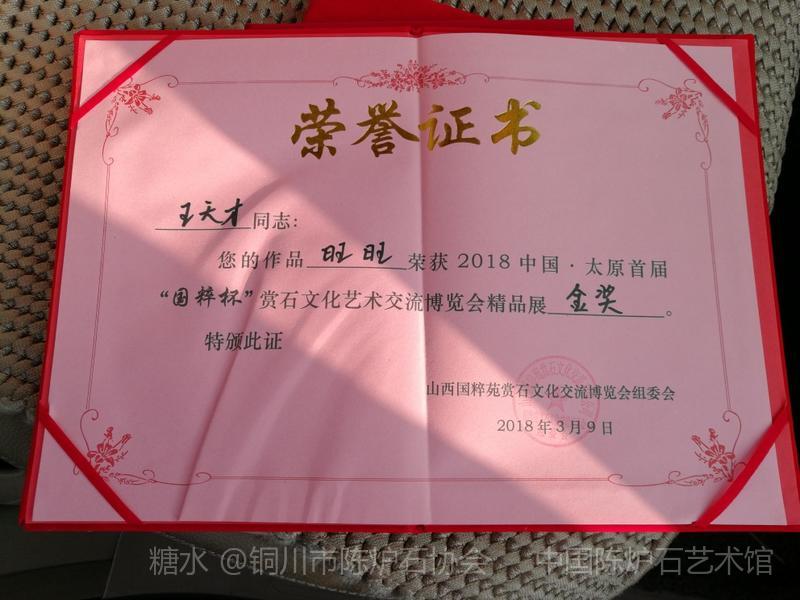 荣誉证书
王天才同志：
您的作品旺旺荣获2018中国·太原首届
“国粹杯”赏石文化艺术交流博览会精品展金奖。
特颁此证
山西国粹苑赏石文化交流博览会组委会
2018年3月9日
糖水 @铜川市陈炉石协会 中国陈炉石艺术馆